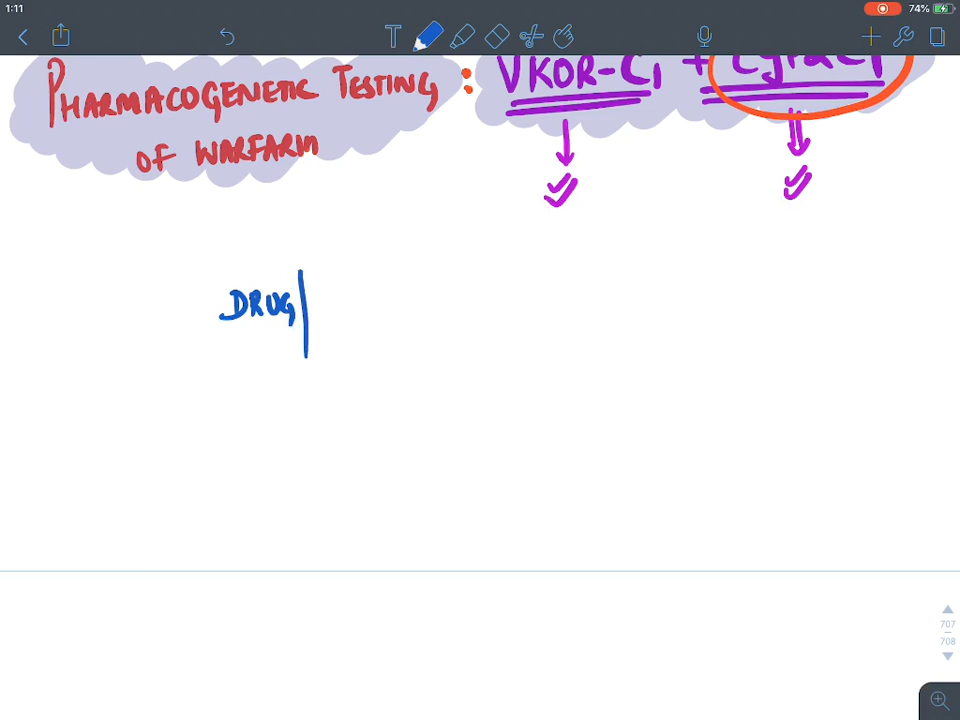 1:11
74%
T
PHARMACOGENETIC TESTING : VKOR-C1 +
OF WARFARIN
DRUG
707
708